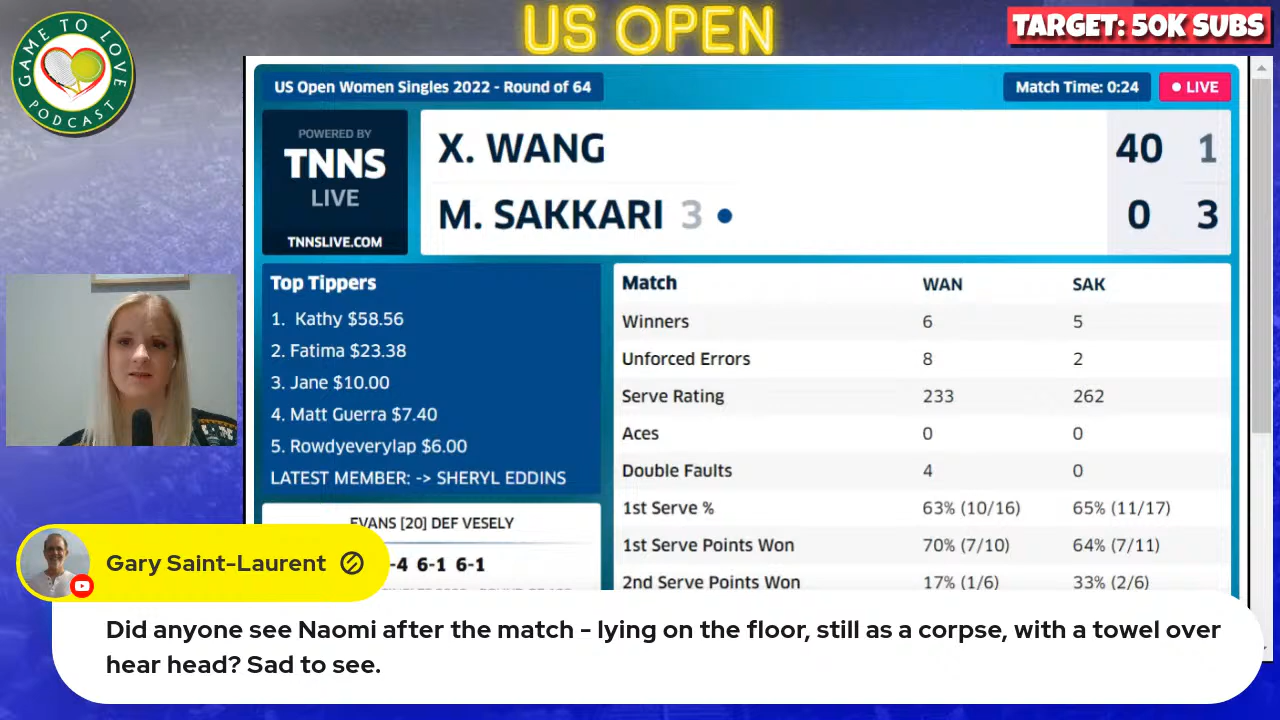 GAME TO LOVE
PODCAST
US OPEN
TARGET: 50K SUBS
US Open Women Singles 2022 - Round of 64
Match Time: 0:24
LIVE
POWERED BY
TNNS
LIVE
TNNSLIVE.COM
X. WANG 40 1
M. SAKKARI 3 0 3
Top Tippers
1. Kathy $58.56
2. Fatima $23.38
3. Jane $10.00
4. Matt Guerra $7.40
5. Rowdyeverylap $6.00
LATEST MEMBER: -> SHERYL EDDINS
EVANS [20] DEF VESELY
-4 6-1 6-1
Match WAN SAK
Winners 6 5
Unforced Errors 8 2
Serve Rating 233 262
Aces 0 0
Double Faults 4 0
1st Serve % 63% (10/16) 65% (11/17)
1st Serve Points Won 70% (7/10) 64% (7/11)
2nd Serve Points Won 17% (1/6) 33% (2/6)
Gary Saint-Laurent
Did anyone see Naomi after the match - lying on the floor, still as a corpse, with a towel over
hear head? Sad to see.